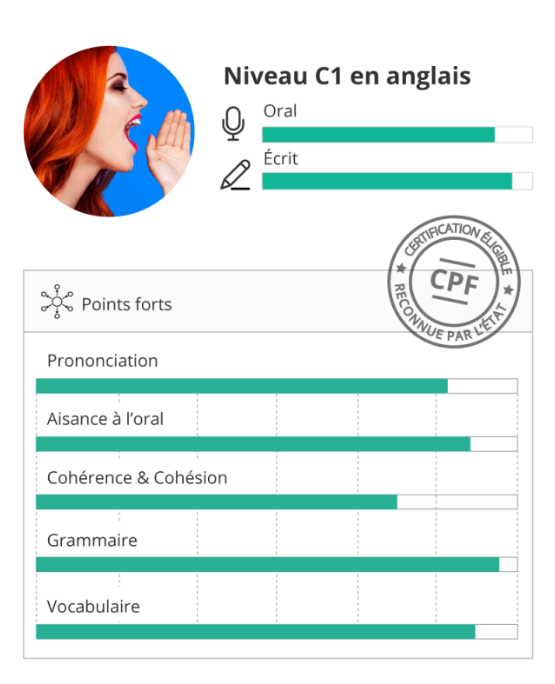 Niveau C1 en anglais
Oral
Écrit
CERTIFICATION ÉLIGIBLE
CPF
RECONNUE PAR L'ÉTAT
Points forts
Prononciation
Aisance à l’oral
Cohérence & Cohésion
Grammaire
Vocabulaire